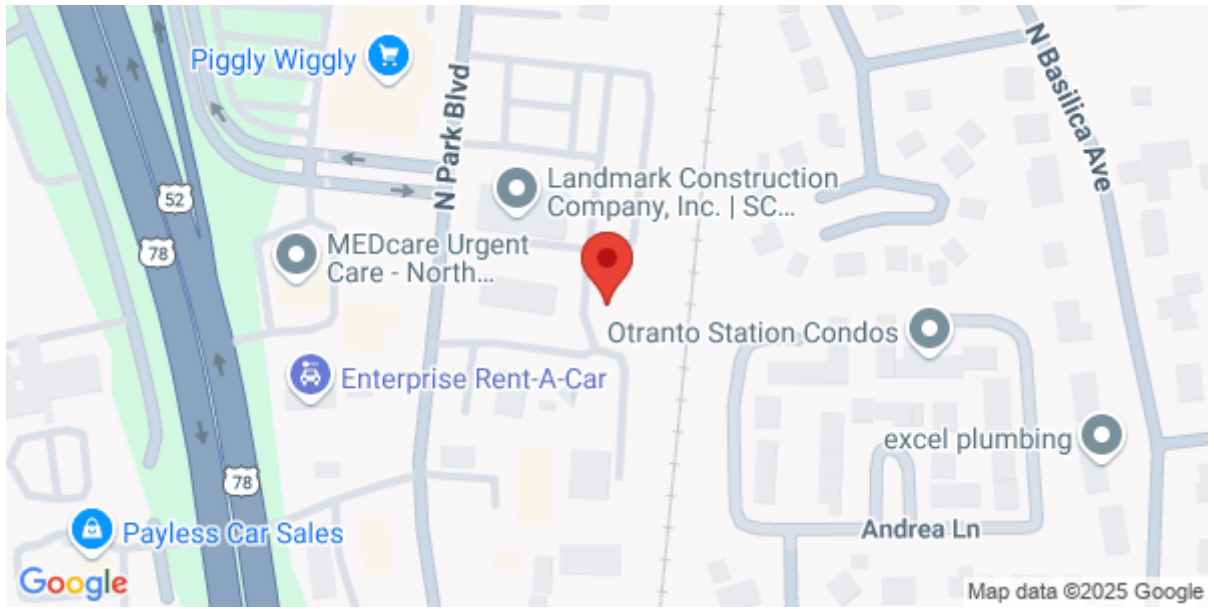 Piggly Wiggly
N Park Blvd
N Basilica Ave
Landmark Construction
Company, Inc. | SC...
52
78
MEDcare Urgent
Care - North...
Otranto Station Condos
Enterprise Rent-A-Car
excel plumbing
78
Payless Car Sales
Andrea Ln
Google
Map data ©2025 Google